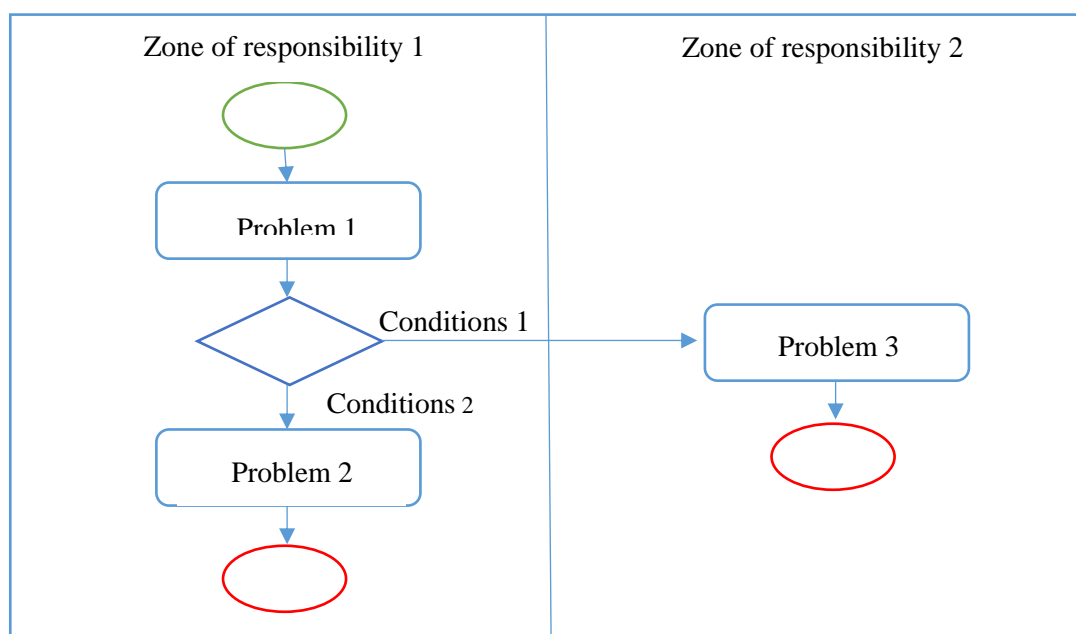 Zone of responsibility 1
Zone of responsibility 2
Problem 1
Conditions 1
Problem 3
Conditions 2
Problem 2